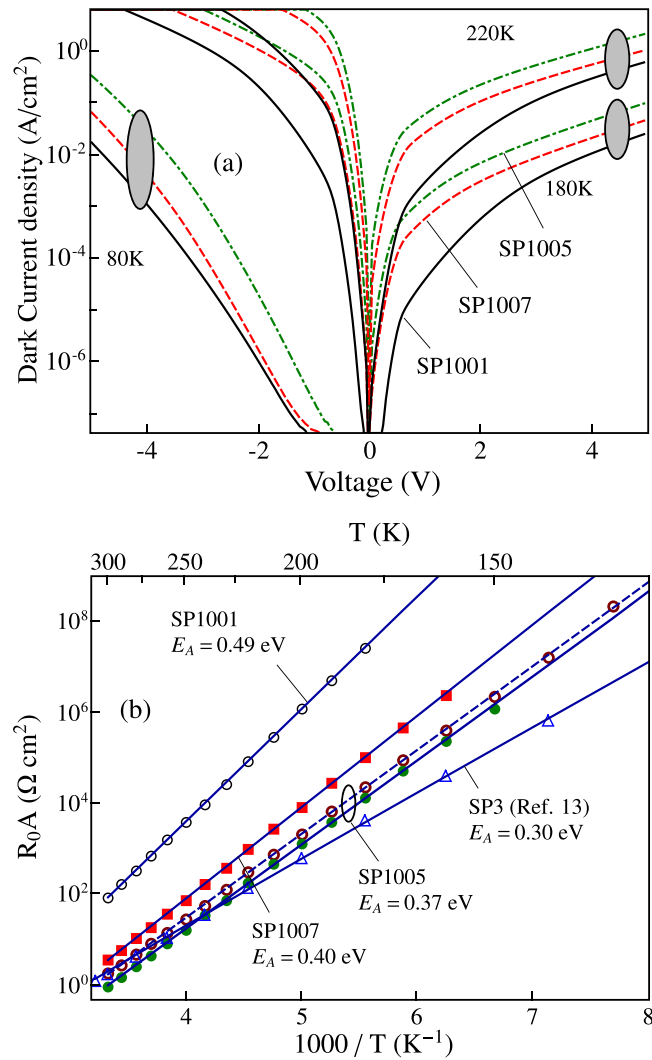 Dark Current density (A/cm²)
10⁰
10⁻²
10⁻⁴
10⁻⁶
220K
(a)
180K
80K
SP1005
SP1007
SP1001
-4
-2
0
2
4
Voltage (V)
T (K)
300
250
200
150
R₀A (Ω cm²)
10⁸
10⁶
10⁴
10²
10⁰
SP1001
E_A = 0.49 eV
(b)
SP3 (Ref. 13)
E_A = 0.30 eV
SP1005
E_A = 0.37 eV
SP1007
E_A = 0.40 eV
4
5
6
7
8
1000 / T (K⁻¹)